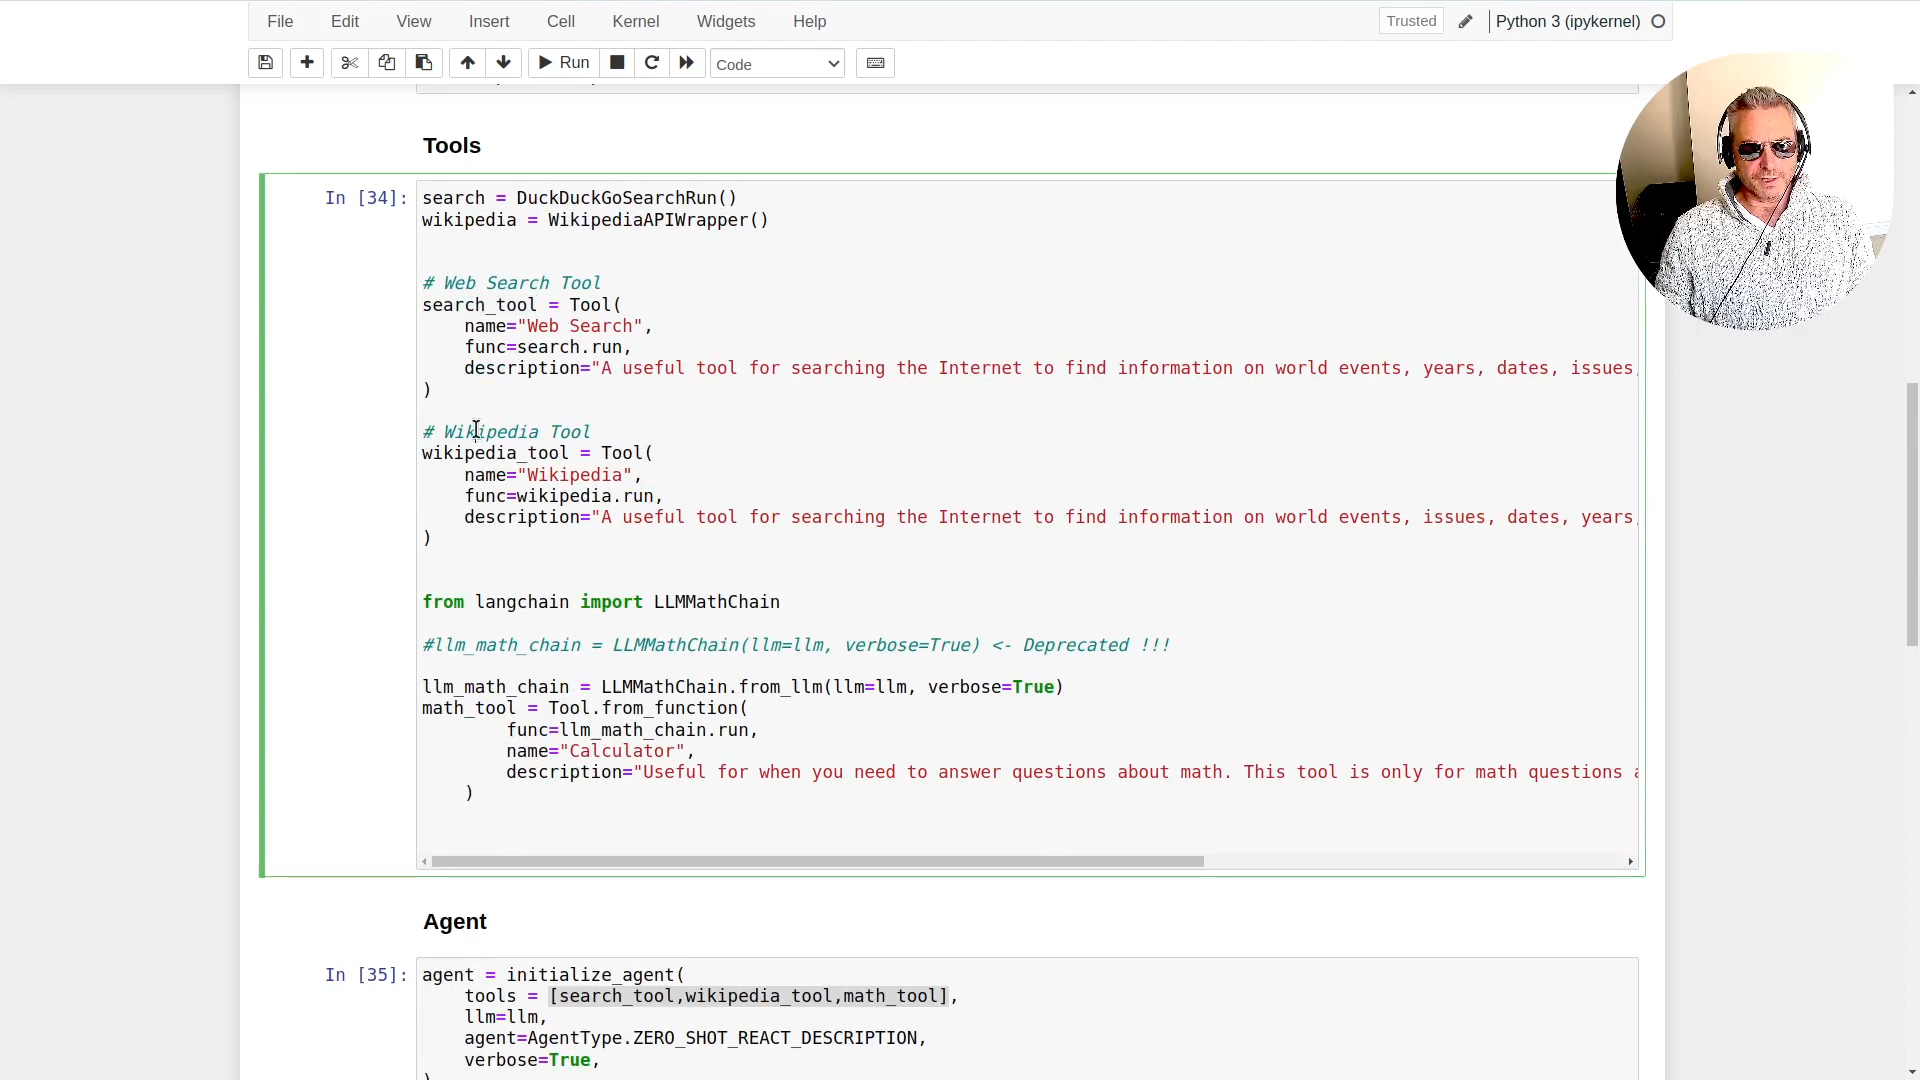 File Edit View Insert Cell Kernel Widgets Help Trusted Python 3 (ipykernel)
Run Code
Tools
In [34]: search = DuckDuckGoSearchRun()
wikipedia = WikipediaAPIWrapper()
# Web Search Tool
search_tool = Tool(
name="Web Search",
func=search.run,
description="A useful tool for searching the Internet to find information on world events, years, dates, issues,
)
# Wikipedia Tool
wikipedia_tool = Tool(
name="Wikipedia",
func=wikipedia.run,
description="A useful tool for searching the Internet to find information on world events, issues, dates, years,
)
from langchain import LLMMathChain
#llm_math_chain = LLMMathChain(llm=llm, verbose=True) <- Deprecated !!!
llm_math_chain = LLMMathChain.from_llm(llm=llm, verbose=True)
math_tool = Tool.from_function(
func=llm_math_chain.run,
name="Calculator",
description="Useful for when you need to answer questions about math. This tool is only for math questions
)
Agent
In [35]: agent = initialize_agent(
tools = [search_tool,wikipedia_tool,math_tool],
llm=llm,
agent=AgentType.ZERO_SHOT_REACT_DESCRIPTION,
verbose=True,